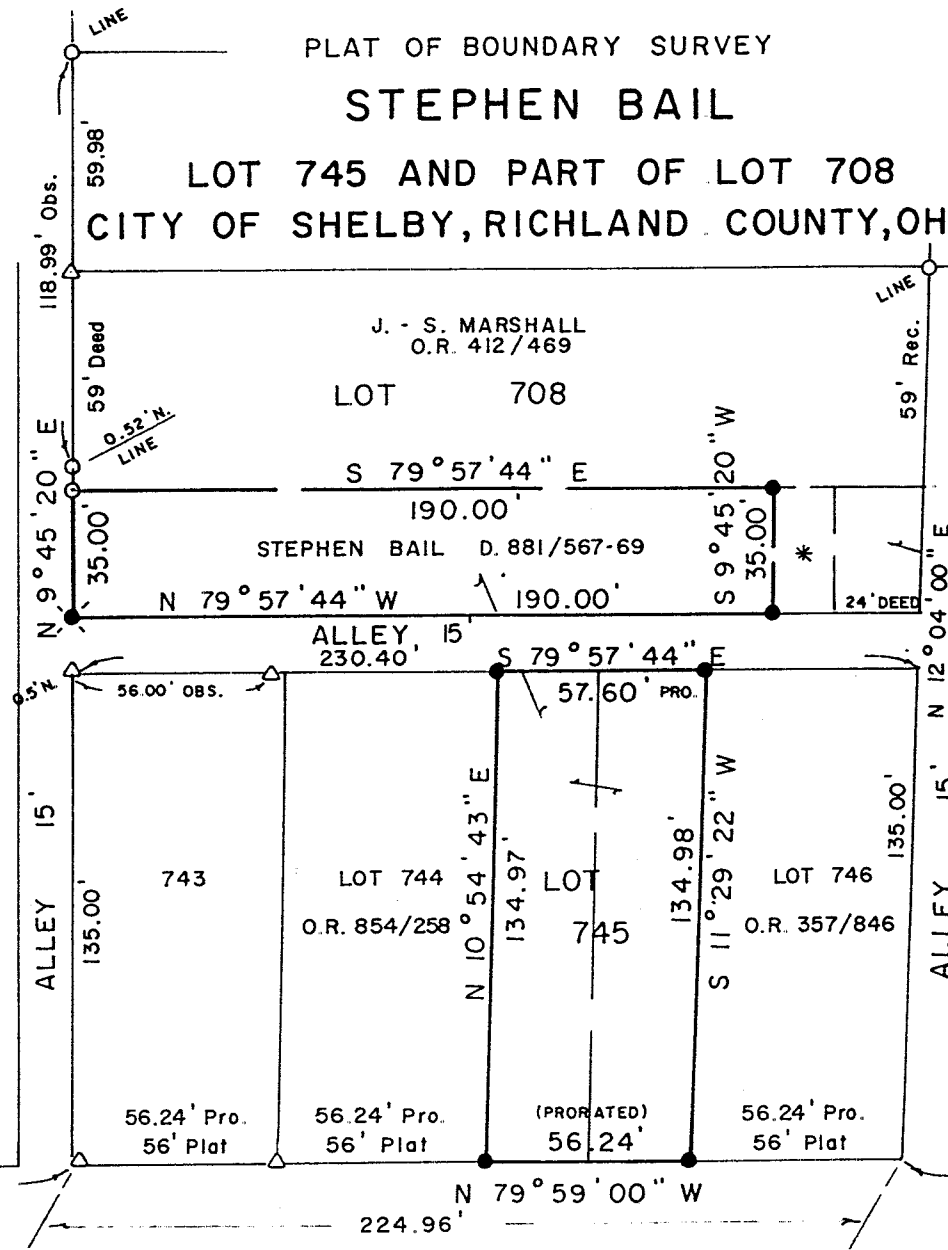 LINE
PLAT OF BOUNDARY SURVEY
STEPHEN BAIL
LOT 745 AND PART OF LOT 708
CITY OF SHELBY, RICHLAND COUNTY, OH
59.98'
118.99' Obs.
LINE
J. - S. MARSHALL
O.R. 412/469
LOT 708
59' Deed
59' Rec.
0.52' N.
LINE
S 79° 57' 44" E
190.00'
N 9° 45' 20" E
35.00'
S 9° 45' 20" W
35.00'
*
STEPHEN BAIL D. 881/567-69
N 79° 57' 44" W 190.00'
24' DEED
N 12° 04' 00" E
ALLEY, 15
230.40'
S 79° 57' 44" E
57.60' PRO.
0.5' N.
56.00' OBS.
ALLEY 15'
135.00'
743
LOT 744
O.R. 854/258
N 10° 54' 43" E
134.97'
LOT
745
134.98'
S 11° 29' 22" W
LOT 746
O.R. 357/846
135.00'
ALLEY 15'
56.24' Pro.
56' Plat
56.24' Pro.
56' Plat
(PRORATED)
56.24'
56.24' Pro.
56' Plat
N 79° 59' 00" W
224.96'